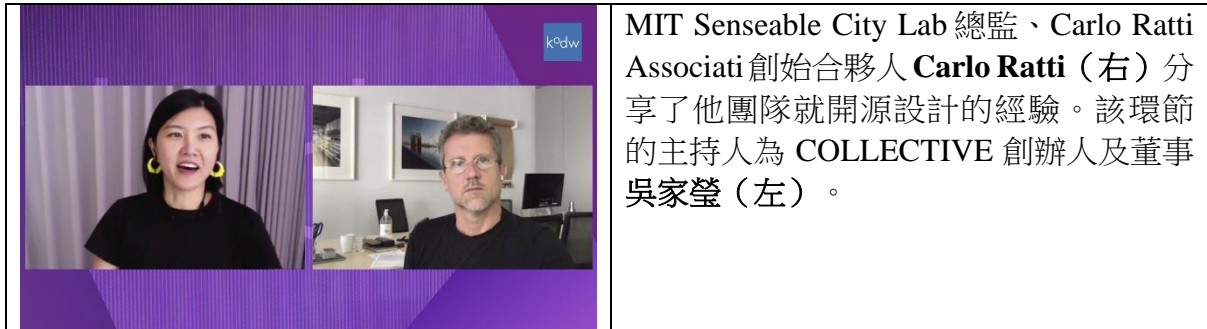 kodw
MIT Senseable City Lab 總監、Carlo Ratti
Associati 創始合夥人 Carlo Ratti（右）分
享了他團隊就開源設計的經驗。該環節
的主持人為 COLLECTIVE 創辦人及董事
吳家瑩（左）。